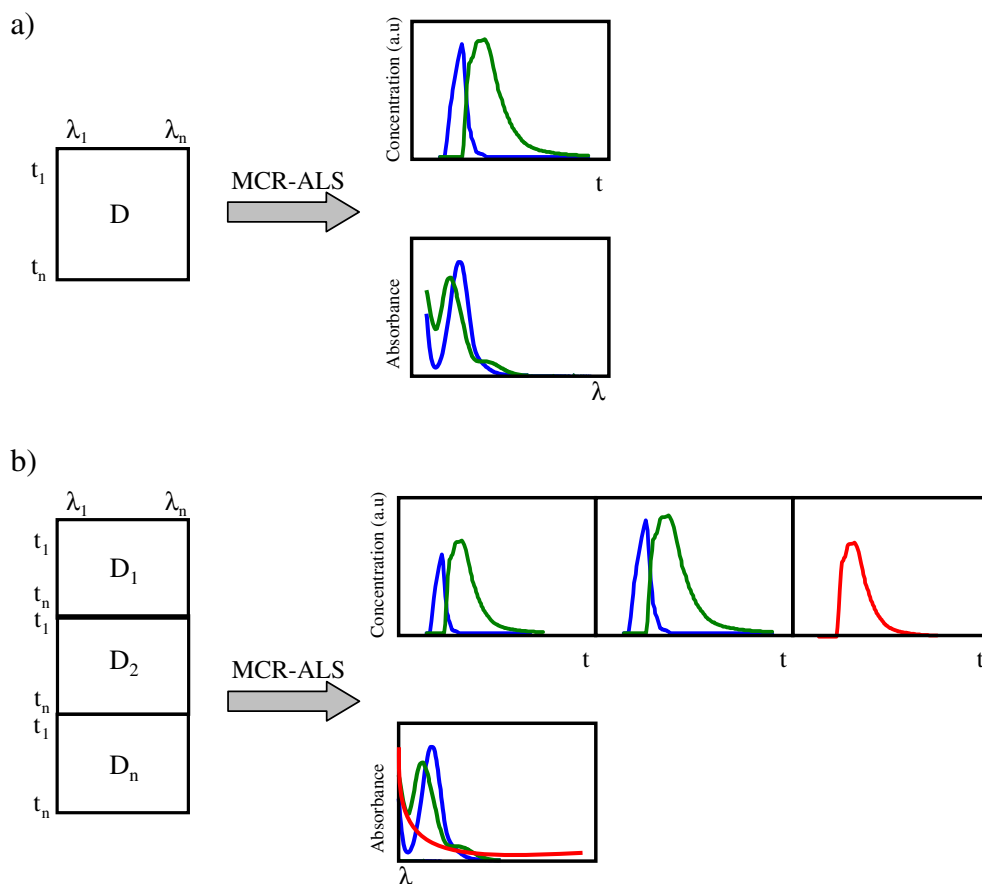 a)
Concentration (a.u)
λ1 λn
t1
D
tn
MCR-ALS
t
Absorbance
λ
b)
λ1 λn
t1
D1
tn
t1
D2
tn
t1
Dn
tn
MCR-ALS
Concentration (a.u)
t t t
Absorbance
λ